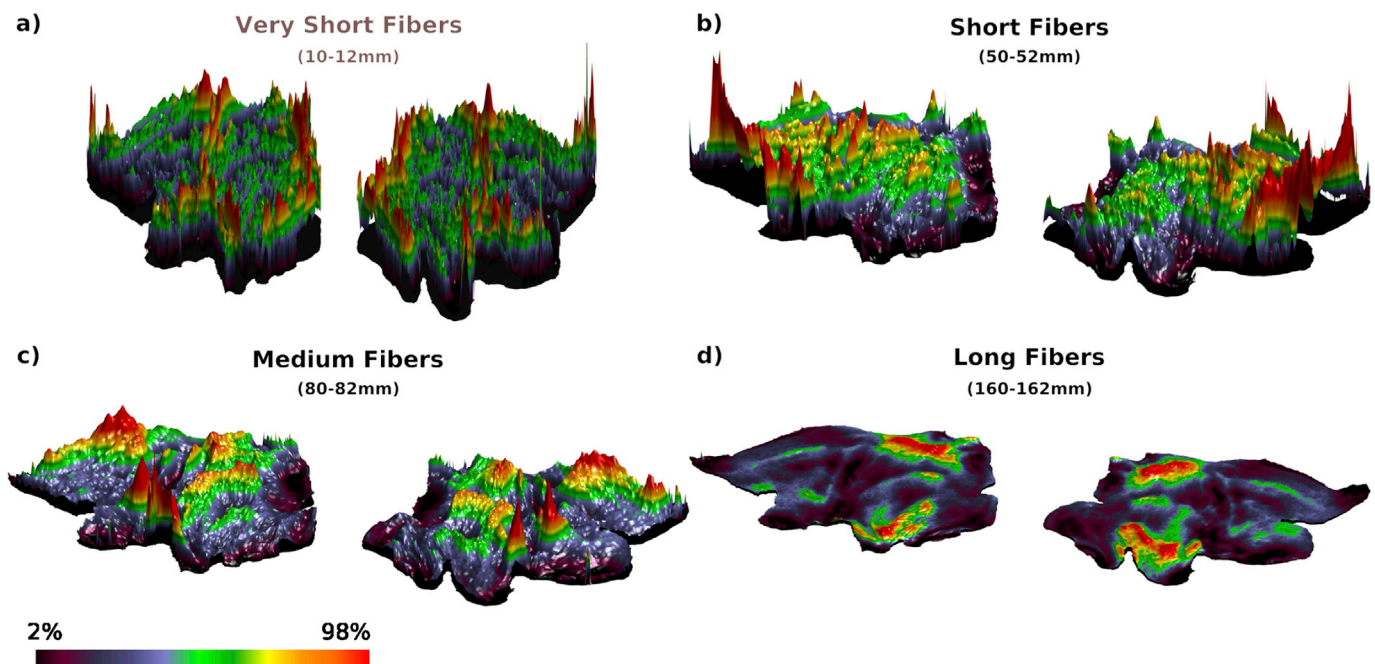 a)
Very Short Fibers
(10-12mm)
b)
Short Fibers
(50-52mm)
c)
Medium Fibers
(80-82mm)
d)
Long Fibers
(160-162mm)
2%
98%